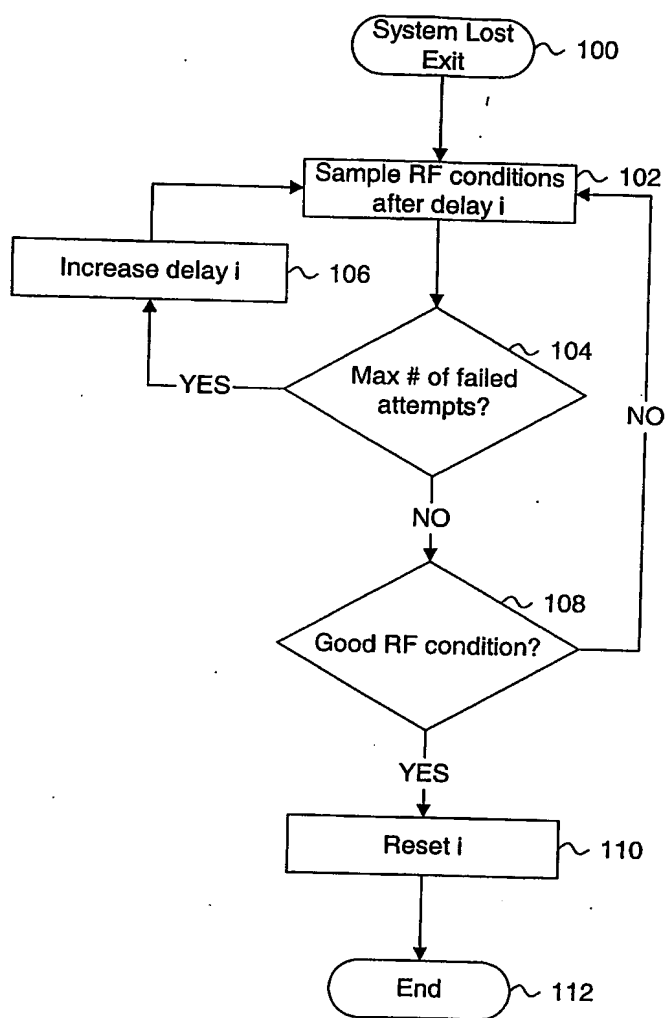 System Lost
Exit
100
Sample RF conditions
after delay i
102
Increase delay i
106
104
Max # of failed
attempts?
YES
NO
NO
108
Good RF condition?
YES
Reset i
110
End
112